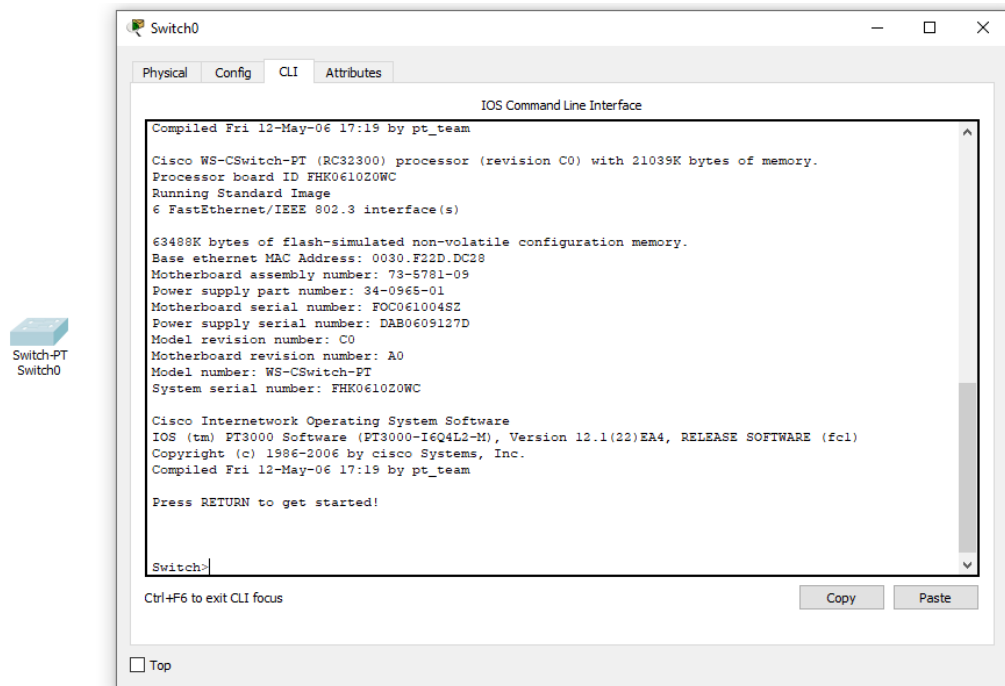 Switch0
Physical Config CLI Attributes
IOS Command Line Interface
Compiled Fri 12-May-06 17:19 by pt_team
Cisco WS-CSwitch-PT (RC32300) processor (revision C0) with 21039K bytes of memory.
Processor board ID FHK0610Z0WC
Running Standard Image
6 FastEthernet/IEEE 802.3 interface(s)
63488K bytes of flash-simulated non-volatile configuration memory.
Base ethernet MAC Address: 0030.F22D.DC28
Motherboard assembly number: 73-5781-09
Power supply part number: 34-0965-01
Motherboard serial number: FOC061004SZ
Power supply serial number: DAB0609127D
Model revision number: C0
Motherboard revision number: A0
Model number: WS-CSwitch-PT
System serial number: FHK0610Z0WC
Cisco Internetwork Operating System Software
IOS (tm) PT3000 Software (PT3000-I6Q4L2-M), Version 12.1(22)EA4, RELEASE SOFTWARE (fc1)
Copyright (c) 1986-2006 by cisco Systems, Inc.
Compiled Fri 12-May-06 17:19 by pt_team
Press RETURN to get started!
Switch>
Ctrl+F6 to exit CLI focus
Copy Paste
Top
Switch-PT
Switch0